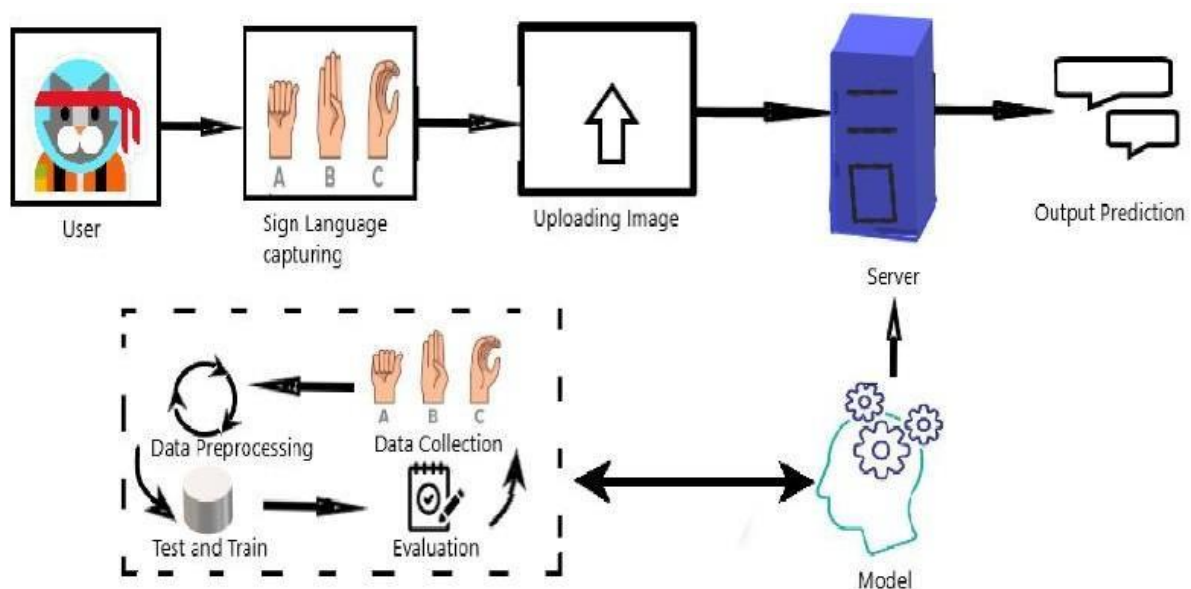 A B C
User
Sign Language
capturing
Uploading Image
Output Prediction
Server
A B C
Data Preprocessing
Data Collection
Test and Train
Evaluation
Model